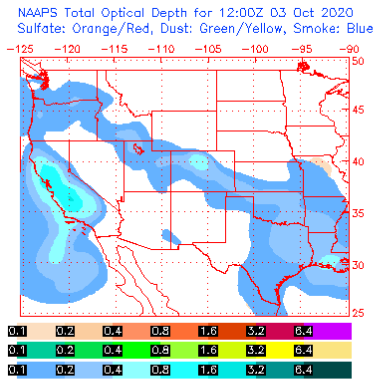 NAAPS Total Optical Depth for 12:00Z 03 Oct 2020
Sulfate: Orange/Red, Dust: Green/Yellow, Smoke: Blue
-125 -120 -115 -110 -105 -100 -95 -90
50
45
40
35
30
25
0.1 0.2 0.4 0.8 1.6 3.2 6.4
0.1 0.2 0.4 0.8 1.6 3.2 6.4
0.1 0.2 0.4 0.8 1.6 3.2 6.4